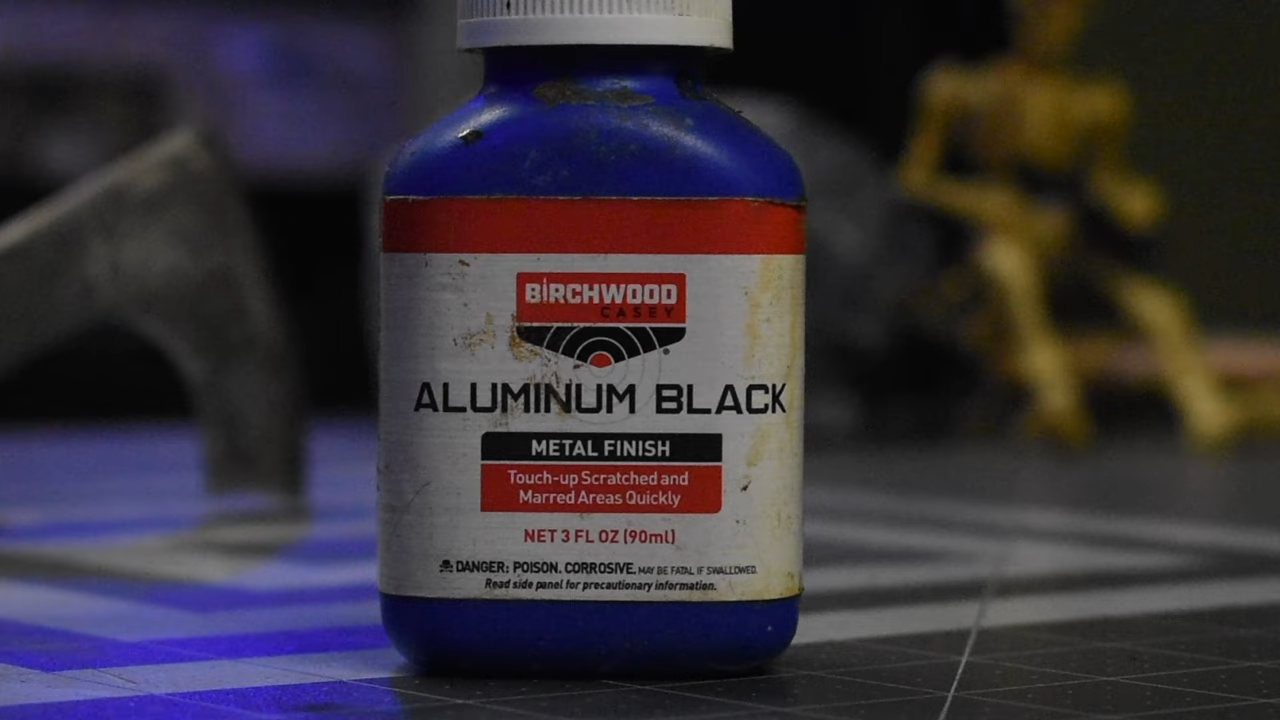 BIRCHWOOD
CASEY
ALUMINUM BLACK
METAL FINISH
Touch-up Scratched and
Marred Areas Quickly
NET 3 FL OZ (90ml)
DANGER: POISON. CORROSIVE. MAY BE FATAL IF SWALLOWED.
Read side panel for precautionary information.